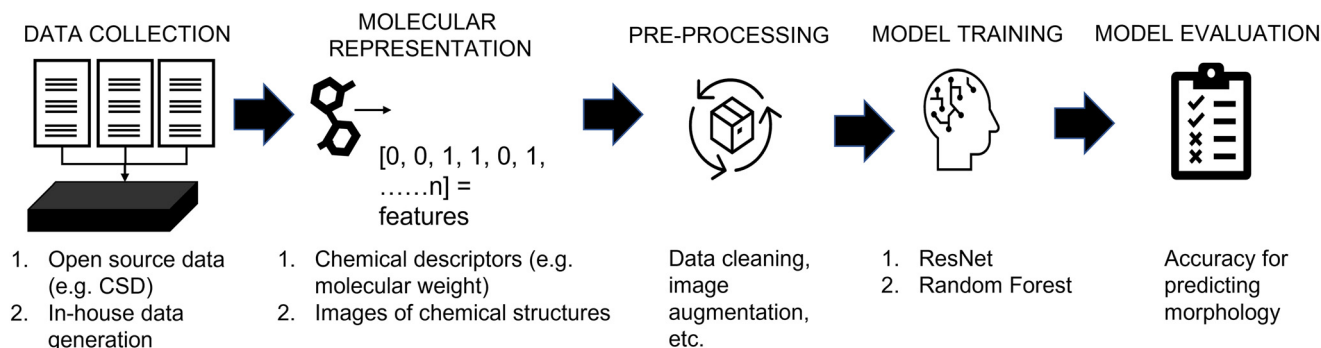 DATA COLLECTION
MOLECULAR
REPRESENTATION
PRE-PROCESSING
MODEL TRAINING
MODEL EVALUATION
[0, 0, 1, 1, 0, 1,
......n] =
features
1. Open source data
(e.g. CSD)
2. In-house data
generation
1. Chemical descriptors (e.g.
molecular weight)
2. Images of chemical structures
Data cleaning,
image
augmentation,
etc.
1. ResNet
2. Random Forest
Accuracy for
predicting
morphology